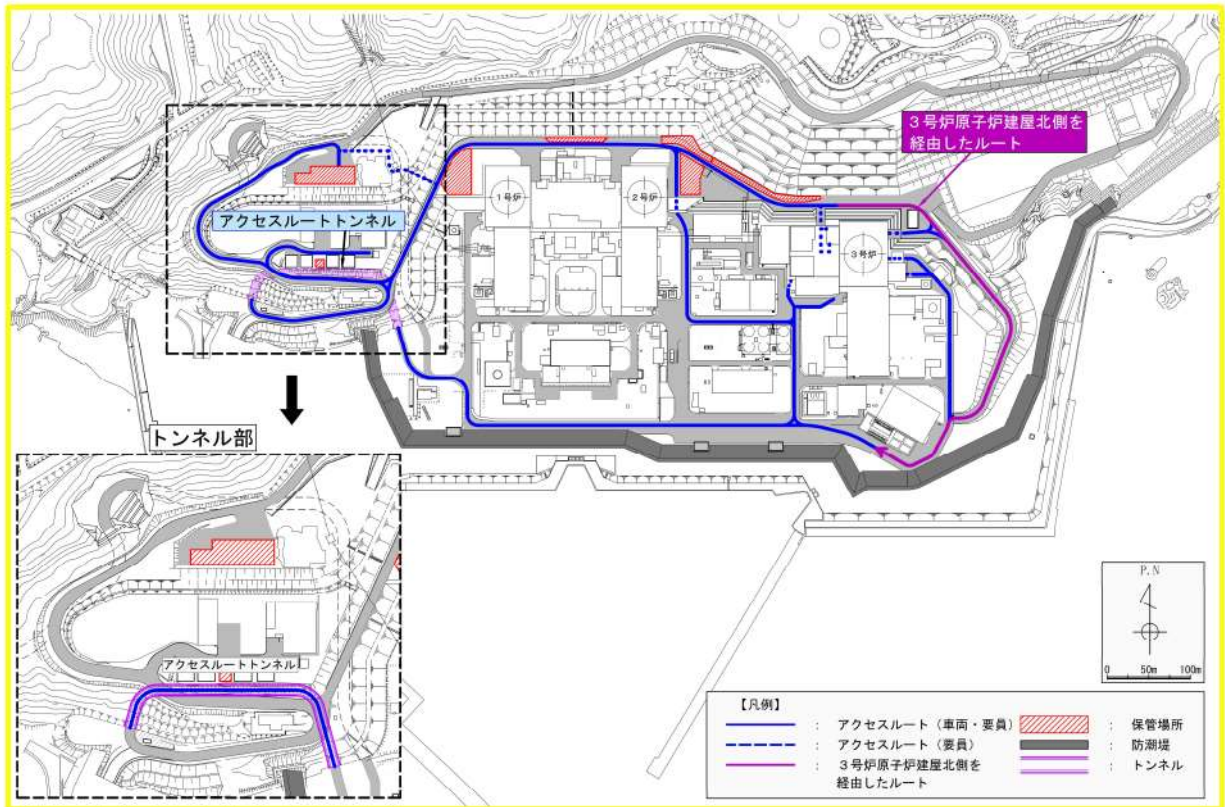 3号炉原子炉建屋北側を
経由したルート
アクセスルートトンネル
1号炉
2号炉
3号炉
トンネル部
アクセスルートトンネル
P.N
0 50m 100m
【凡例】
: アクセスルート（車両・要員）
: アクセスルート（要員）
: 3号炉原子炉建屋北側を
経由したルート
: 保管場所
: 防潮堤
: トンネル